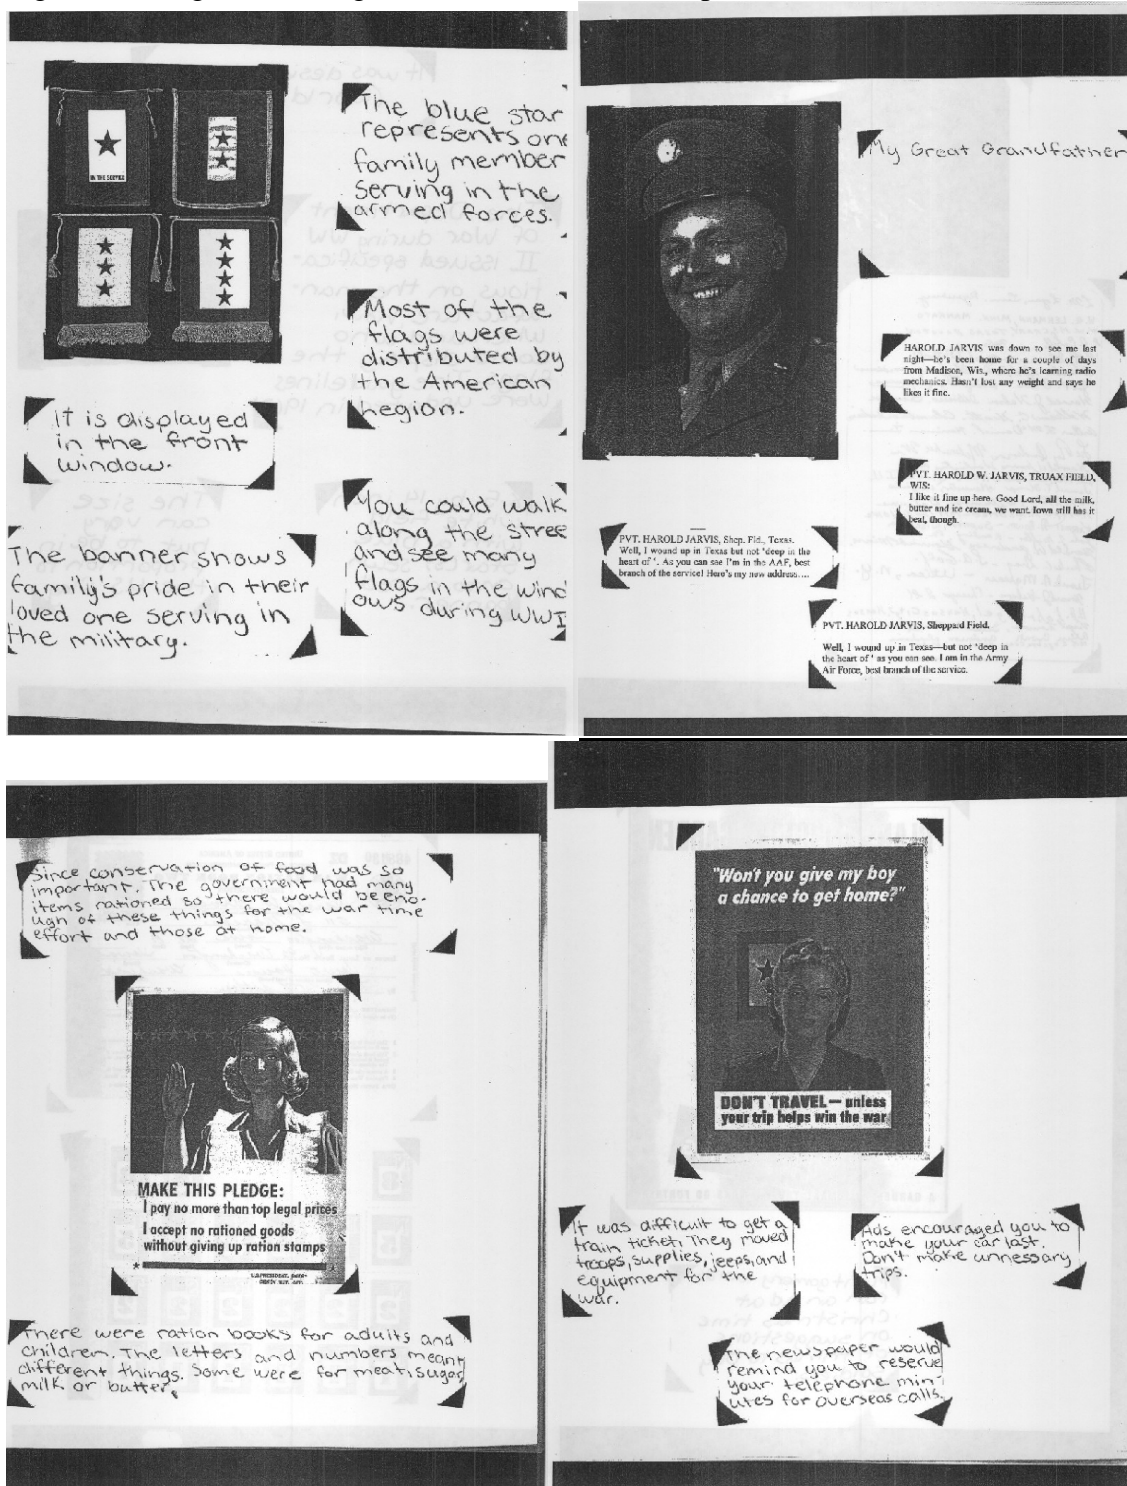 IN THE SERVICE
The blue star
represents one
family member
serving in the
armed forces.
Most of the
flags were
distributed by
the American
Legion.
It is displayed
in the front
window.
You could walk
along the stree
and see many
flags in the wind
ows during WWI
The banner shows
family's pride in their
loved one serving in
the military.
My Great Grandfather
HAROLD JARVIS was down to see me last
night—he's been home for a couple of days
from Madison, Wis., where he's learning radio
mechanics. Hasn't lost any weight and says he
likes it fine.
PVT. HAROLD W. JARVIS, TRUAX FIELD,
WIS:
I like it fine up here. Good Lord, all the milk,
butter and ice cream, we want. Iowa still has it
beat, though.
PVT. HAROLD JARVIS, Shep. Fld., Texas.
Well, I wound up in Texas but not 'deep in the
heart of '. As you can see I'm in the AAF, best
branch of the service! Here's my new address....
PVT. HAROLD JARVIS, Sheppard Field.
Well, I wound up in Texas—but not 'deep in
the heart of ' as you can see. I am in the Army
Air Force, best branch of the service.
Since conservation of food was so
important. The government had many
items rationed so there would be eno-
ugh of these things for the war time
effort and those at home.
MAKE THIS PLEDGE:
I pay no more than top legal prices
I accept no rationed goods
without giving up ration stamps
There were ration books for adults and
children. The letters and numbers meant
different things. Some were for meat, sugar
milk or butter.
"Won't you give my boy
a chance to get home?"
DON'T TRAVEL — unless
your trip helps win the war
It was difficult to get a
train ticket. They moved
troops, supplies, jeeps, and
equipment for the
war.
Ads encouraged you to
make your car last.
Don't make unnessary
trips.
The newspaper would
remind you to reserve
your telephone min-
utes for overseas calls.